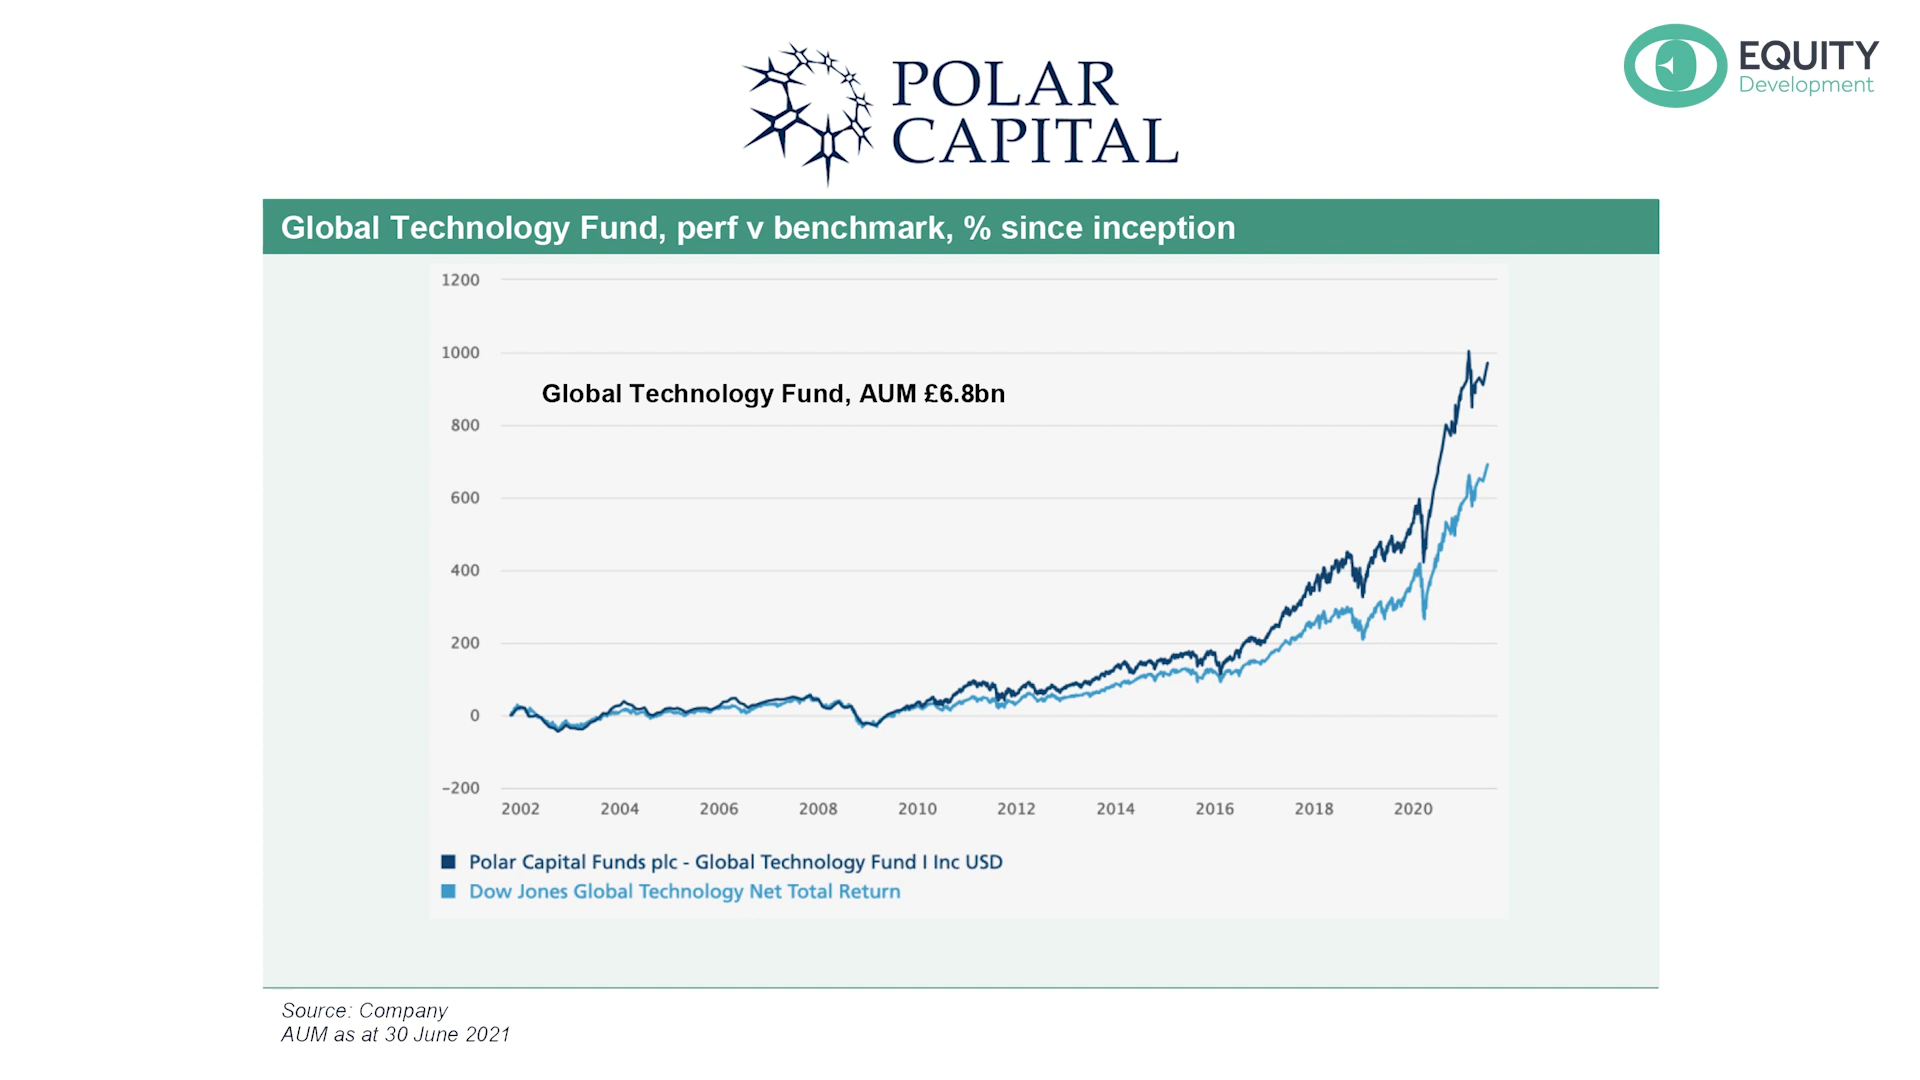 POLAR
CAPITAL
EQUITY
Development
Global Technology Fund, perf v benchmark, % since inception
1200
1000
Global Technology Fund, AUM £6.8bn
800
600
400
200
0
-200
2002 2004 2006 2008 2010 2012 2014 2016 2018 2020
Polar Capital Funds plc - Global Technology Fund I Inc USD
Dow Jones Global Technology Net Total Return
Source: Company
AUM as at 30 June 2021